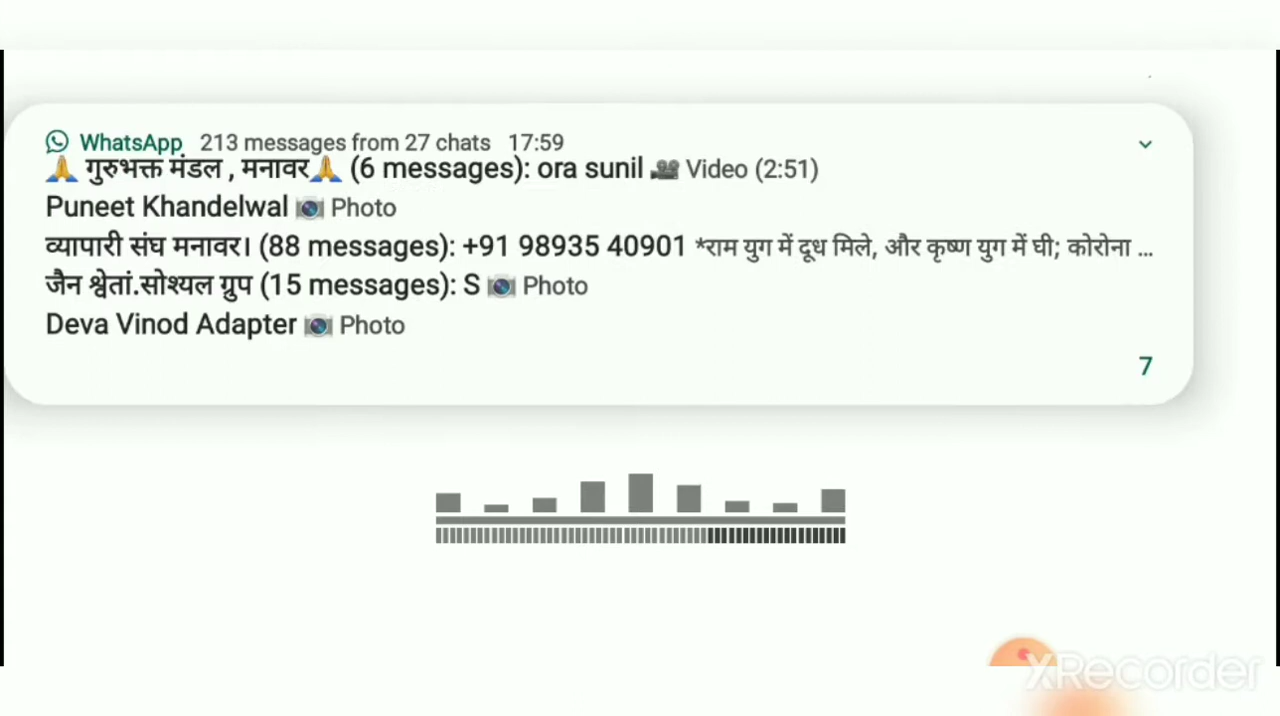 WhatsApp 213 messages from 27 chats 17:59
🙏 गुरुभक्त मंडल , मनावर🙏 (6 messages): ora sunil 🎥 Video (2:51)
Puneet Khandelwal 📷 Photo
व्यापारी संघ मनावर। (88 messages): +91 98935 40901 *राम युग में दूध मिले, और कृष्ण युग में घी; कोरोना ...
जैन श्वेतां.सोश्यल ग्रुप (15 messages): S 📷 Photo
Deva Vinod Adapter 📷 Photo
7
XRecorder